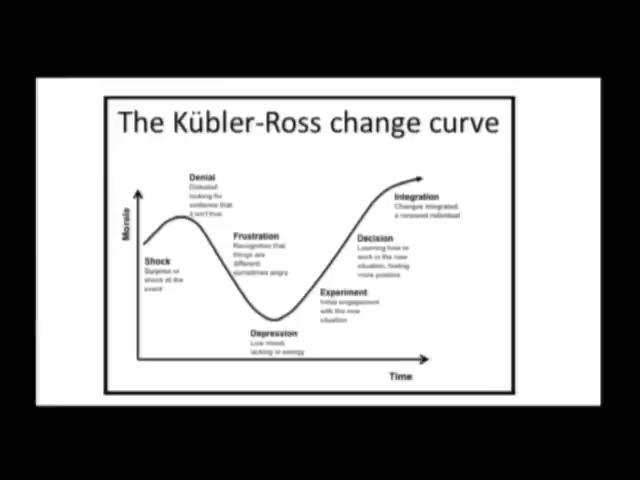 The Kübler-Ross change curve
Denial
Disbelief;
looking for
evidence that
it isn't true
Morale
Frustration
Recognition that
things are
different;
sometimes angry
Shock
Surprise or
shock at the
event
Integration
Changes integrated;
a renewed individual
Decision
Learning how to
work in the new
situation; feeling
more positive
Experiment
Initial engagement
with the new
situation
Depression
Low mood;
lacking in energy
Time